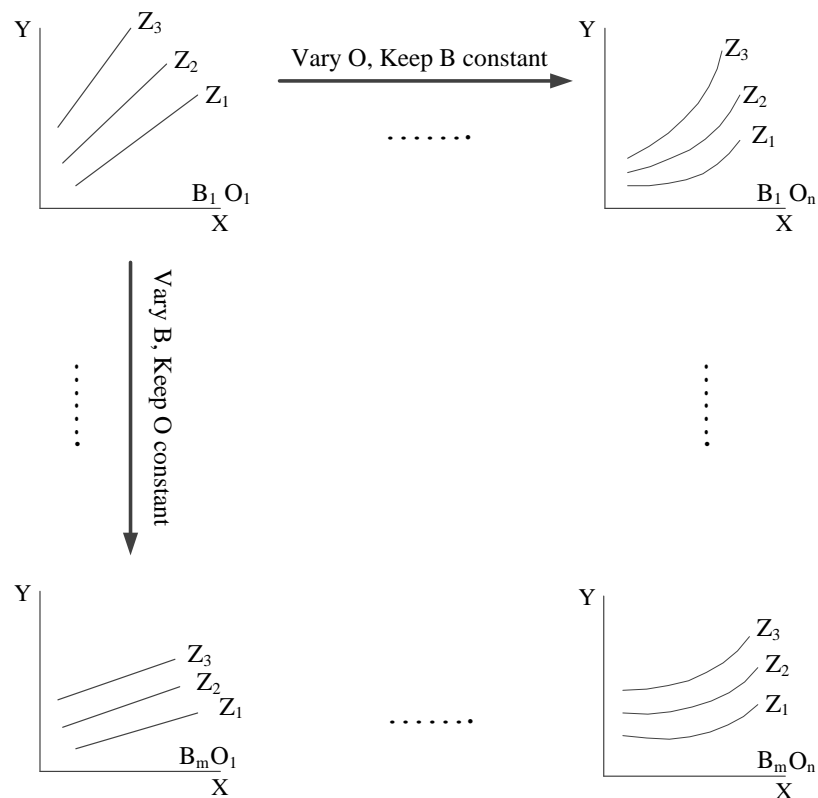 Y
Z₃
Z₂
Z₁
B₁ O₁
X
Vary O, Keep B constant
Y
Z₃
Z₂
Z₁
B₁ Oₙ
X
Vary B, Keep O constant
Y
Z₃
Z₂
Z₁
BₘO₁
X
Y
Z₃
Z₂
Z₁
BₘOₙ
X